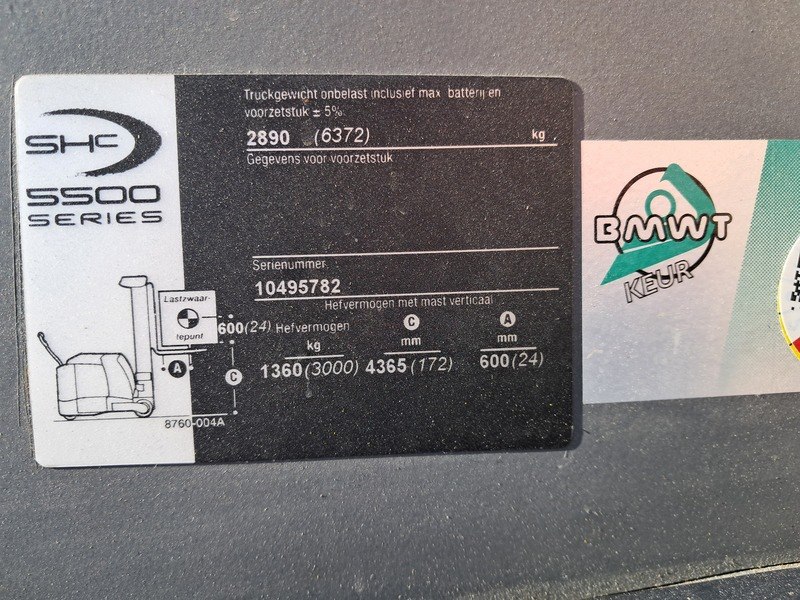 SHC
5500
SERIES
Truckgewicht onbelast inclusief max. batterij en
voorzetstuk ± 5%
2890 (6372) kg
Gegevens voor voorzetstuk
Serienummer
10495782
Hefvermogen met mast verticaal
Lastzwaar-
tepunt
600(24) Hefvermogen C A
kg mm mm
1360(3000) 4365(172) 600(24)
A
C
8760-004A
BMWT
KEUR